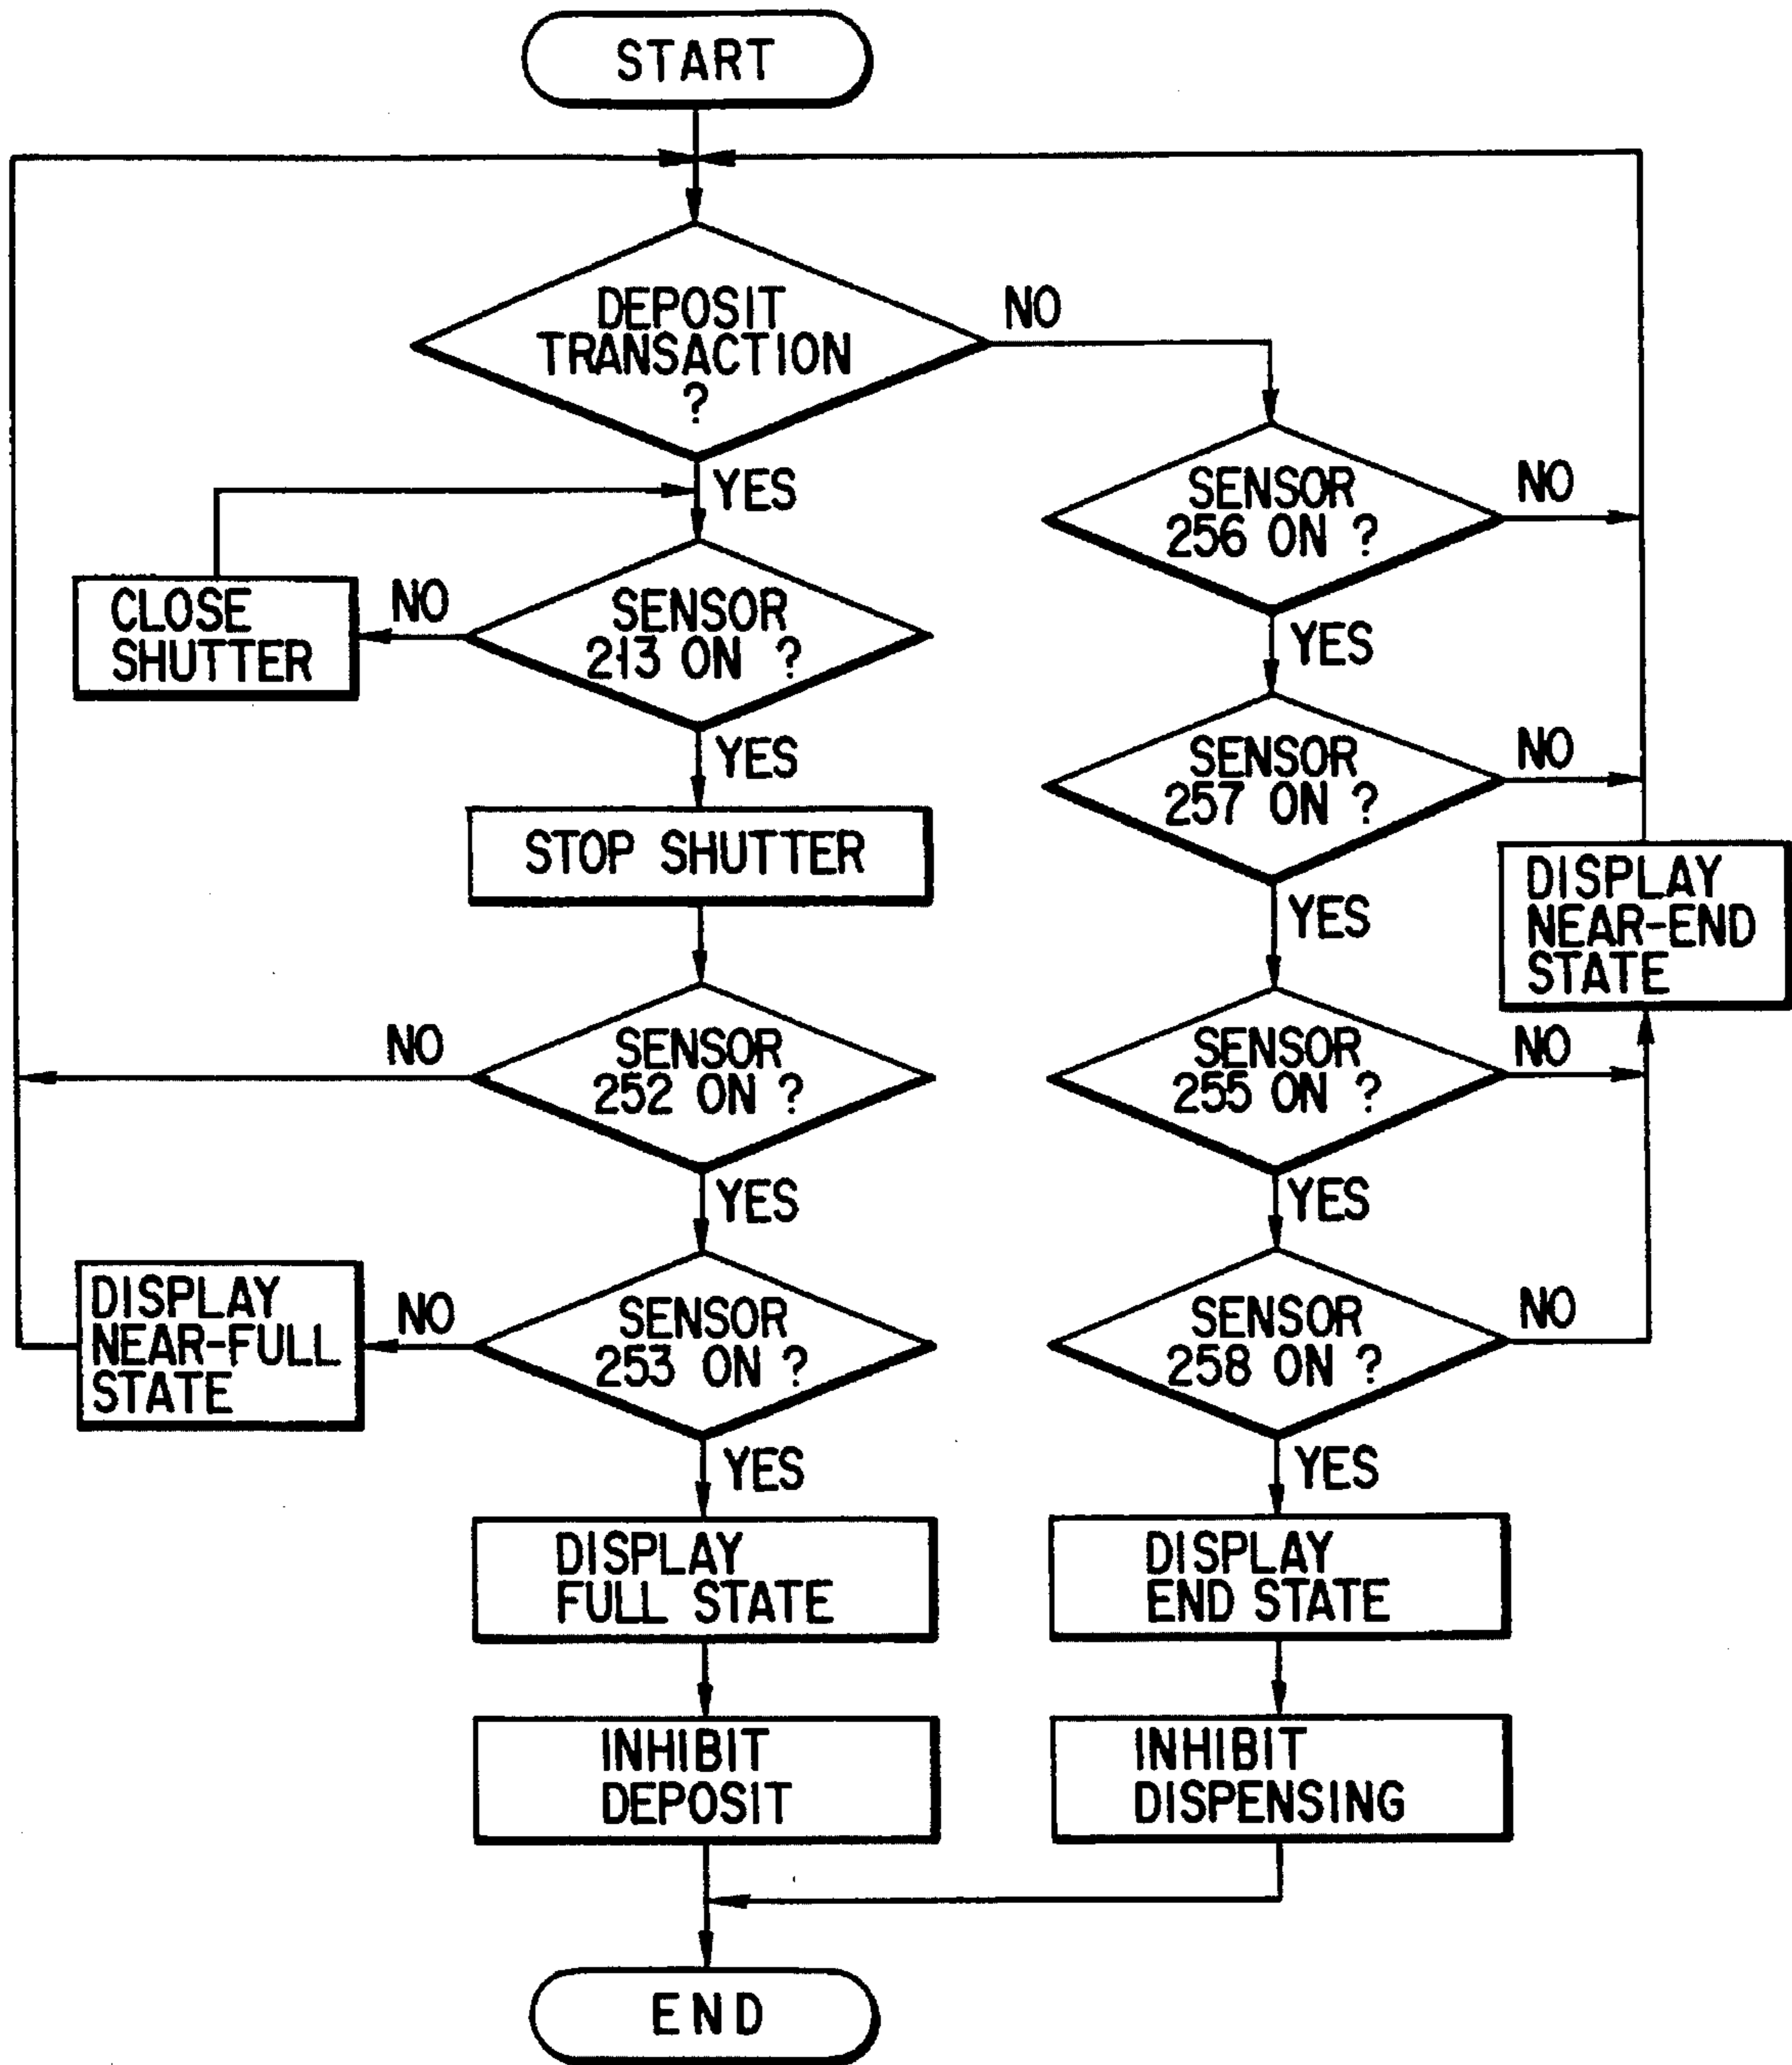 START
DEPOSIT
TRANSACTION
?
NO
YES
SENSOR
256 ON ?
NO
CLOSE
SHUTTER
NO
SENSOR
213 ON ?
YES
YES
SENSOR
257 ON ?
NO
STOP SHUTTER
YES
DISPLAY
NEAR-END
STATE
NO
SENSOR
252 ON ?
SENSOR
255 ON ?
NO
YES
YES
DISPLAY
NEAR-FULL
STATE
NO
SENSOR
253 ON ?
SENSOR
258 ON ?
NO
YES
YES
DISPLAY
FULL STATE
DISPLAY
END STATE
INHIBIT
DEPOSIT
INHIBIT
DISPENSING
END